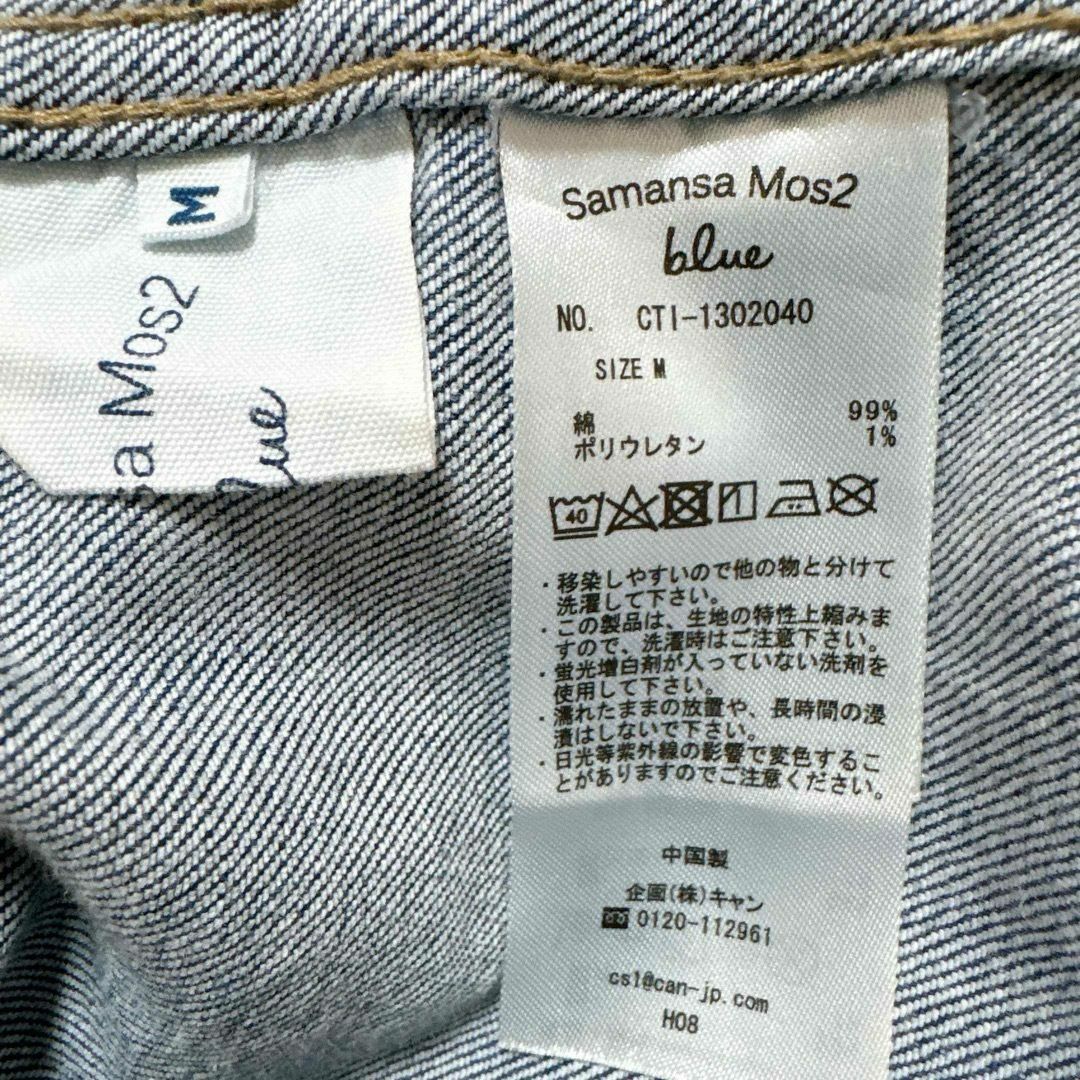 M
sa Mos2
blue
Samansa Mos2
blue
NO. CTI-1302040
SIZE M
綿 99%
ポリウレタン 1%
40
・移染しやすいので他の物と分けて
洗濯して下さい。
・この製品は、生地の特性上縮みま
すので、洗濯時はご注意下さい。
・蛍光増白剤が入っていない洗剤を
使用して下さい。
・濡れたままの放置や、長時間の浸
漬はしないで下さい。
・日光等紫外線の影響で変色するこ
とがありますのでご注意ください。
中国製
企画(株)キャン
0120-112961
cs1@can-jp.com
H08